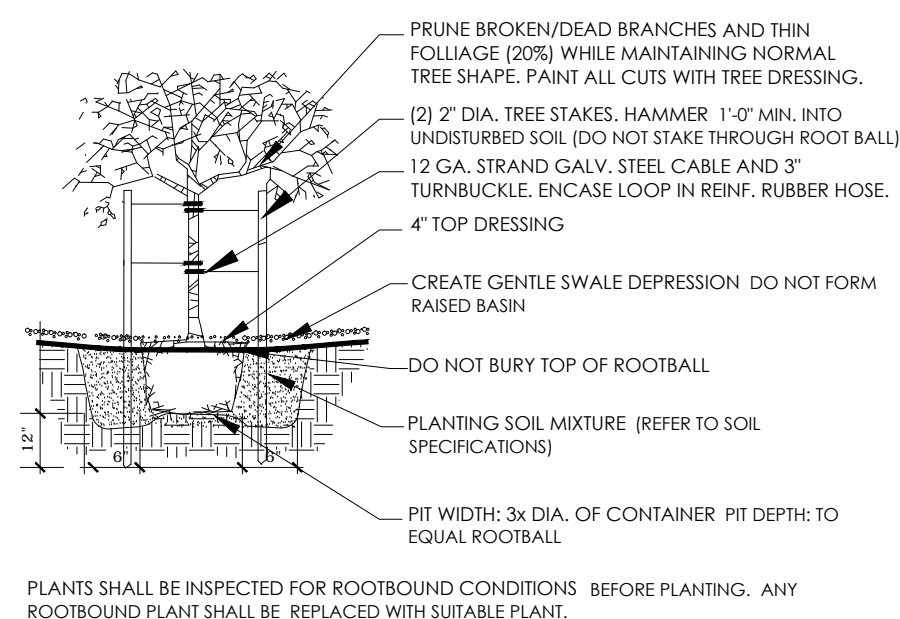 PRUNE BROKEN/DEAD BRANCHES AND THIN
FOLLIAGE (20%) WHILE MAINTAINING NORMAL
TREE SHAPE. PAINT ALL CUTS WITH TREE DRESSING.
(2) 2" DIA. TREE STAKES. HAMMER 1'-0" MIN. INTO
UNDISTURBED SOIL (DO NOT STAKE THROUGH ROOT BALL)
12 GA. STRAND GALV. STEEL CABLE AND 3"
TURNBUCKLE. ENCASE LOOP IN REINF. RUBBER HOSE.
4" TOP DRESSING
CREATE GENTLE SWALE DEPRESSION DO NOT FORM
RAISED BASIN
DO NOT BURY TOP OF ROOTBALL
PLANTING SOIL MIXTURE (REFER TO SOIL
SPECIFICATIONS)
12"
6"
6"
PIT WIDTH: 3x DIA. OF CONTAINER PIT DEPTH: TO
EQUAL ROOTBALL
PLANTS SHALL BE INSPECTED FOR ROOTBOUND CONDITIONS BEFORE PLANTING. ANY
ROOTBOUND PLANT SHALL BE REPLACED WITH SUITABLE PLANT.